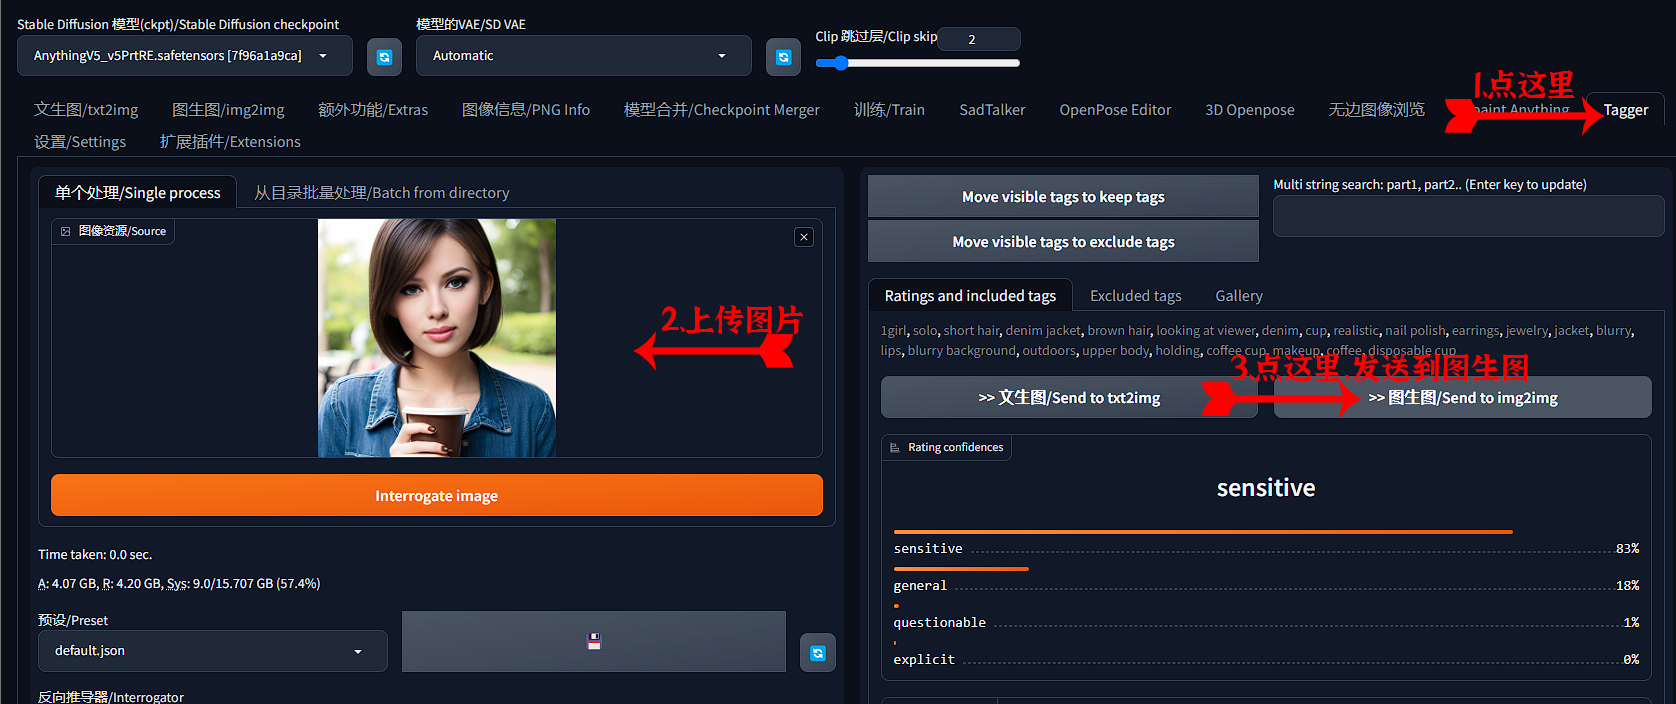 Stable Diffusion 模型(ckpt)/Stable Diffusion checkpoint
模型的VAE/SD VAE
Clip 跳过层/Clip skip
2
AnythingV5_v5PrtRE.safetensors [7f96a1a9ca]
Automatic
1.点这里
文生图/txt2img
图生图/img2img
额外功能/Extras
图像信息/PNG Info
模型合并/Checkpoint Merger
训练/Train
SadTalker
OpenPose Editor
3D Openpose
无边图像浏览
paint Anything
Tagger
设置/Settings
扩展插件/Extensions
单个处理/Single process
从目录批量处理/Batch from directory
图像资源/Source
2.上传图片
Interrogate image
Time taken: 0.0 sec.
A: 4.07 GB, R: 4.20 GB, Sys: 9.0/15.707 GB (57.4%)
预设/Preset
default.json
反向推导器/Interrogator
Move visible tags to keep tags
Move visible tags to exclude tags
Multi string search: part1, part2.. (Enter key to update)
Ratings and included tags
Excluded tags
Gallery
1girl, solo, short hair, denim jacket, brown hair, looking at viewer, denim, cup, realistic, nail polish, earrings, jewelry, jacket, blurry,
lips, blurry background, outdoors, upper body, holding, coffee cup, makeup, coffee, disposable cup
3.点这里.发送到图生图
>> 文生图/Send to txt2img
>> 图生图/Send to img2img
Rating confidences
sensitive
sensitive 83%
general 18%
questionable 1%
explicit 0%